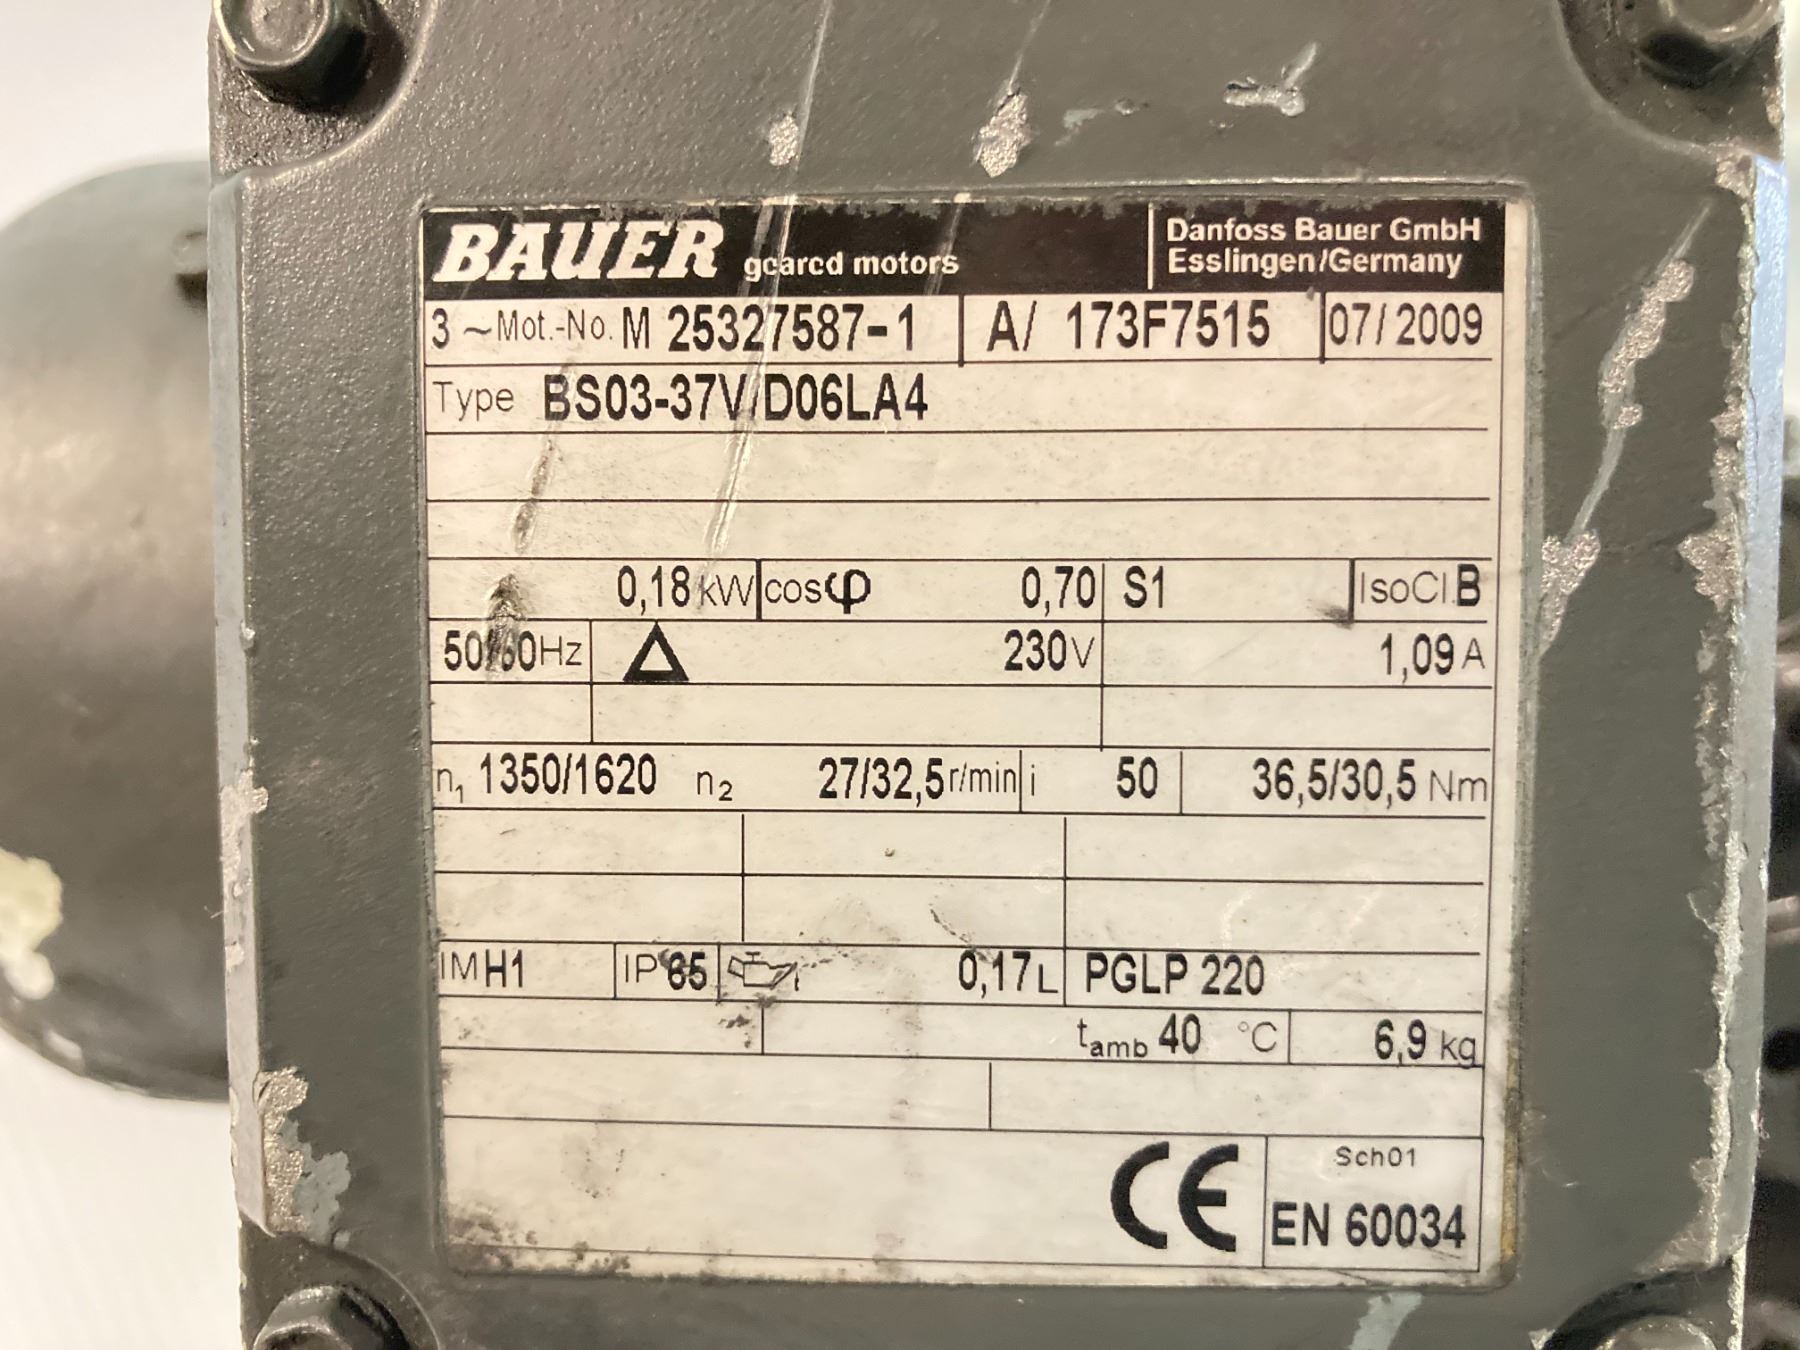 BAUER geared motors
Danfoss Bauer GmbH
Esslingen/Germany
3 ~ Mot.-No. M 25327587-1 A/ 173F7515 07/2009
Type BS03-37V/D06LA4
0,18 kW cosφ 0,70 S1 IsoCl. B
50/60Hz Δ 230V 1,09 A
n1 1350/1620 n2 27/32,5 r/min i 50 36,5/30,5 Nm
IM H1 IP 65 0,17 L PGLP 220
tamb 40 °C 6,9 kg
CE
Sch01
EN 60034